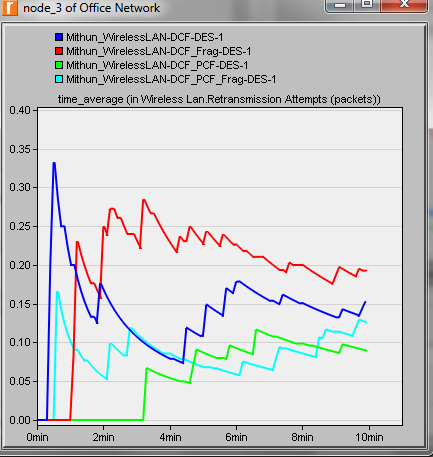 node_3 of Office Network
Mithun_WirelessLAN-DCF-DES-1
Mithun_WirelessLAN-DCF_Frag-DES-1
Mithun_WirelessLAN-DCF_PCF-DES-1
Mithun_WirelessLAN-DCF_PCF_Frag-DES-1
time_average (in Wireless Lan.Retransmission Attempts (packets))
0.40
0.35
0.30
0.25
0.20
0.15
0.10
0.05
0.00
0min 2min 4min 6min 8min 10min